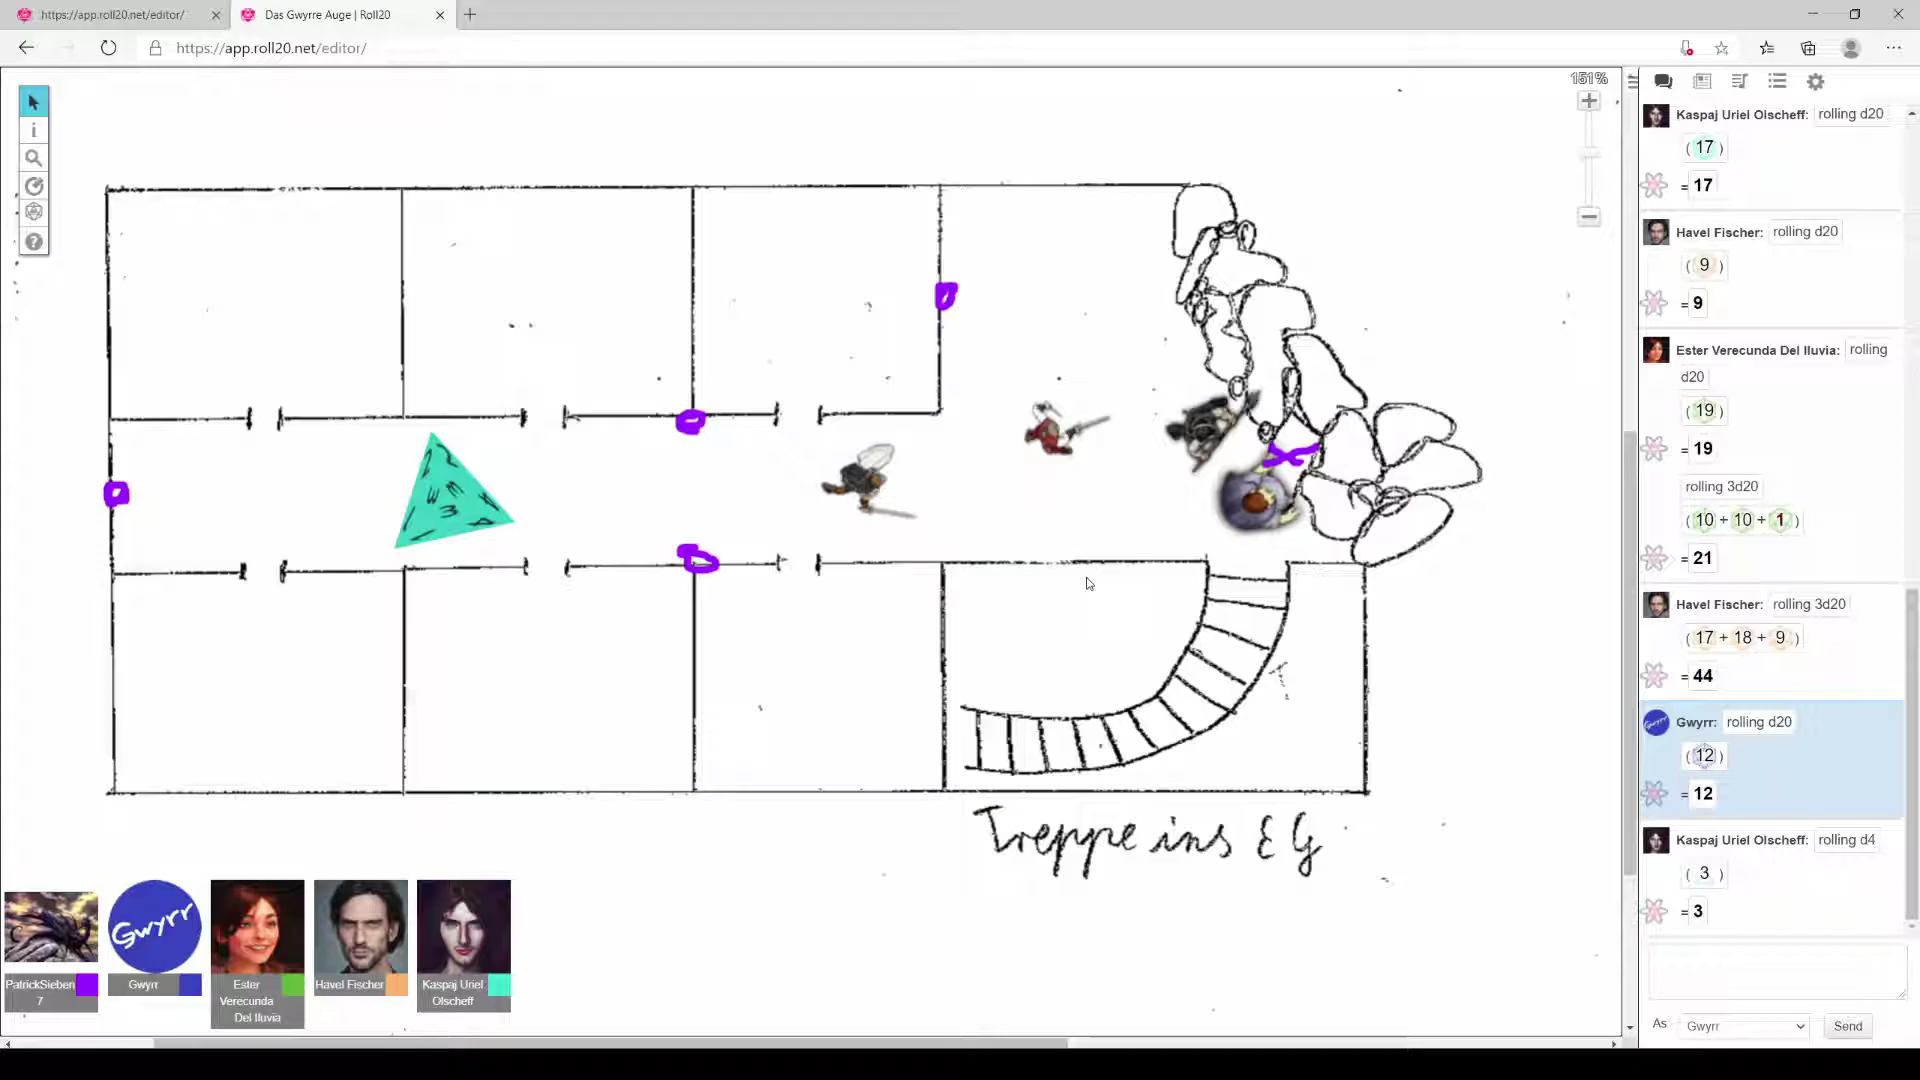 https://app.roll20.net/editor/
Das Gwyrre Auge | Roll20
https://app.roll20.net/editor/
151%
Treppe ins EG
Gwyrr
PatrickSieben
7
Gwyrr
Ester
Verecunda
Del Iluvia
Havel Fischer
Kaspaj Uriel
Olscheff
Kaspaj Uriel Olscheff: rolling d20
(17)
=17
Havel Fischer: rolling d20
(9)
=9
Ester Verecunda Del Iluvia: rolling
d20
(19)
=19
rolling 3d20
(10+10+1)
=21
Havel Fischer: rolling 3d20
(17+18+9)
=44
Gwyrr: rolling d20
(12)
=12
Kaspaj Uriel Olscheff: rolling d4
(3)
=3
As Gwyrr Send